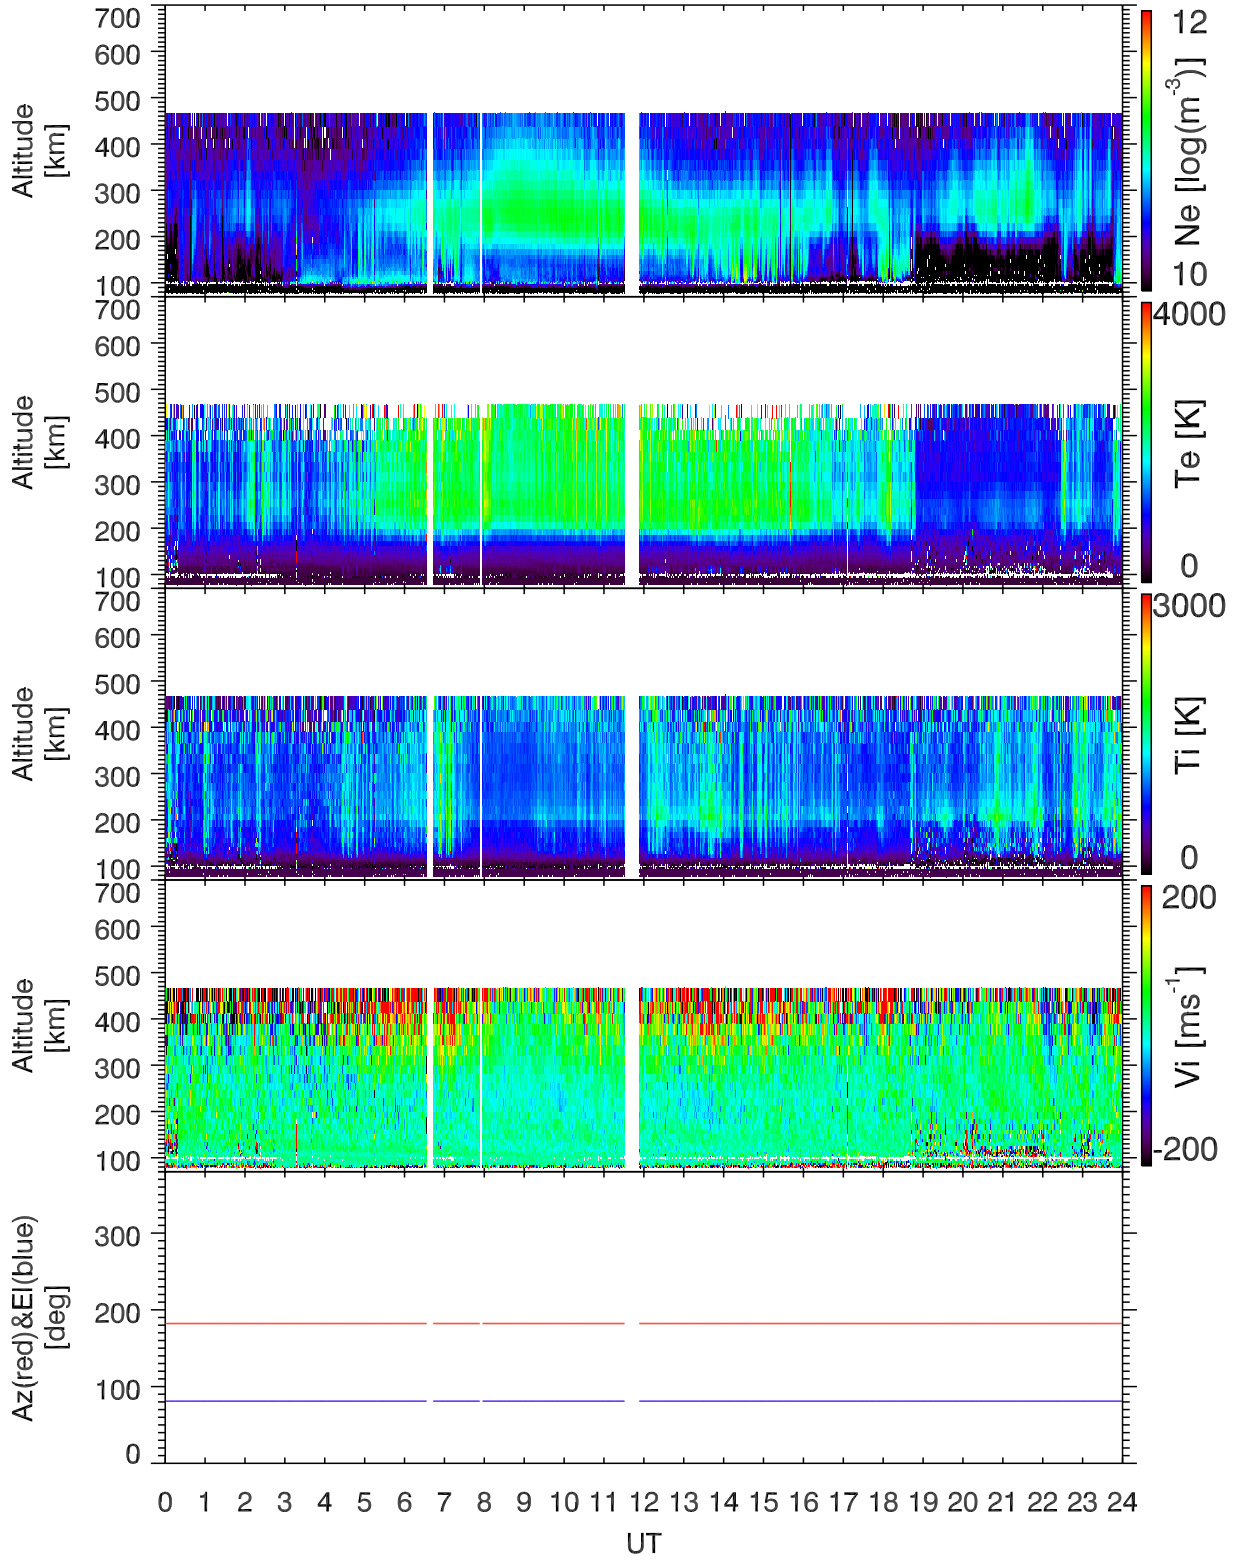 700
600
500
400
300
200
100
Altitude
[km]
12
10
Ne [log(m⁻³)]
700
600
500
400
300
200
100
Altitude
[km]
4000
0
Te [K]
700
600
500
400
300
200
100
Altitude
[km]
3000
0
Ti [K]
700
600
500
400
300
200
100
Altitude
[km]
200
-200
Vi [ms⁻¹]
300
200
100
0
Az(red)&El(blue)
[deg]
0 1 2 3 4 5 6 7 8 9 10 11 12 13 14 15 16 17 18 19 20 21 22 23 24
UT